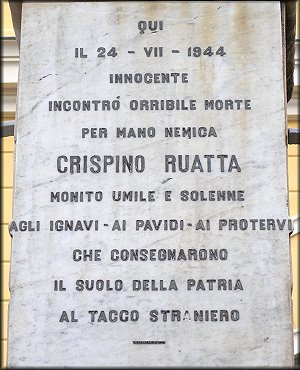 QUI
IL 24 - VII - 1944
INNOCENTE
INCONTRÒ ORRIBILE MORTE
PER MANO NEMICA
CRISPINO RUATTA
MONITO UMILE E SOLENNE
AGLI IGNAVI - AI PAVIDI - AI PROTERVI
CHE CONSEGNARONO
IL SUOLO DELLA PATRIA
AL TACCO STRANIERO